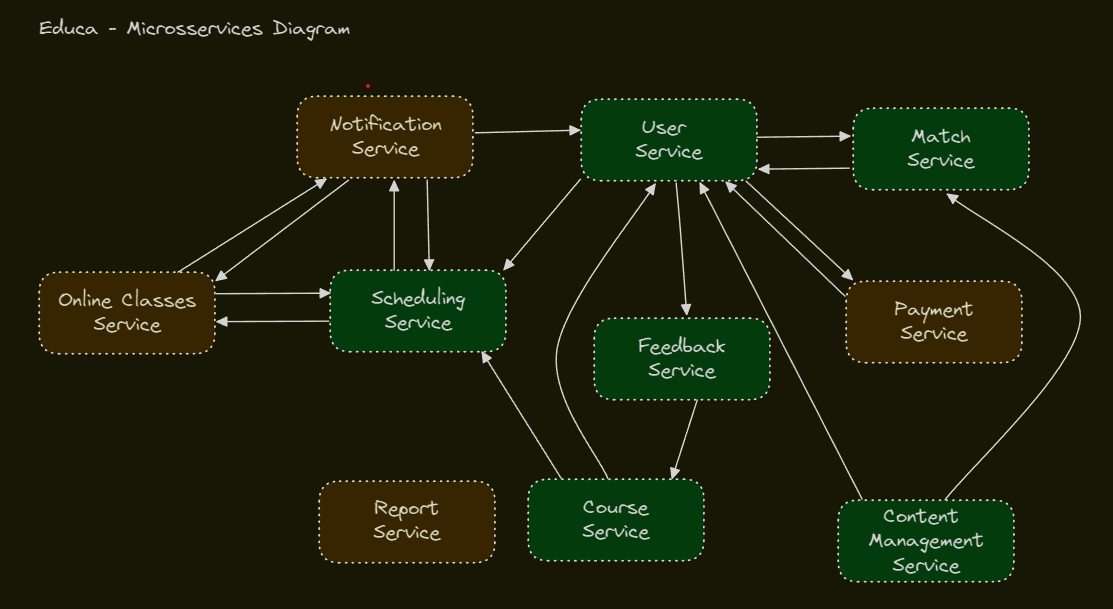 Educa - Microsservices Diagram
Notification
Service
User
Service
Match
Service
Online Classes
Service
Scheduling
Service
Payment
Service
Feedback
Service
Report
Service
Course
Service
Content
Management
Service